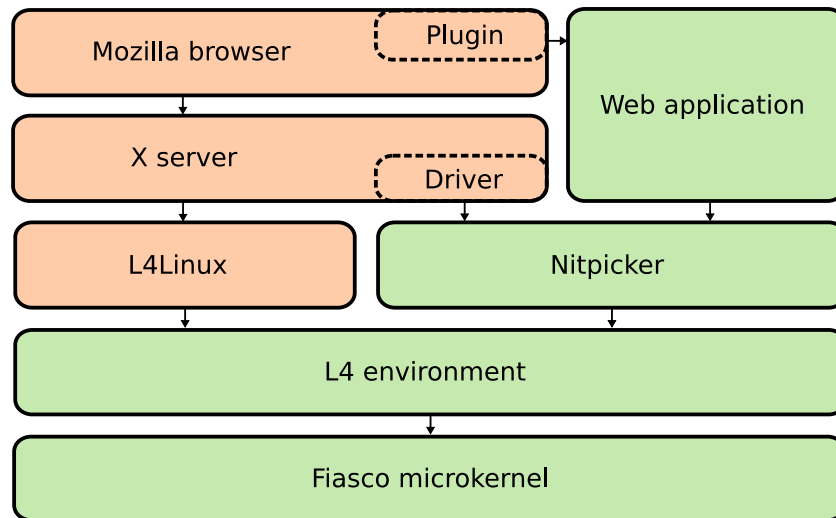 Plugin
Mozilla browser
Web application
X server
Driver
L4Linux
Nitpicker
L4 environment
Fiasco microkernel